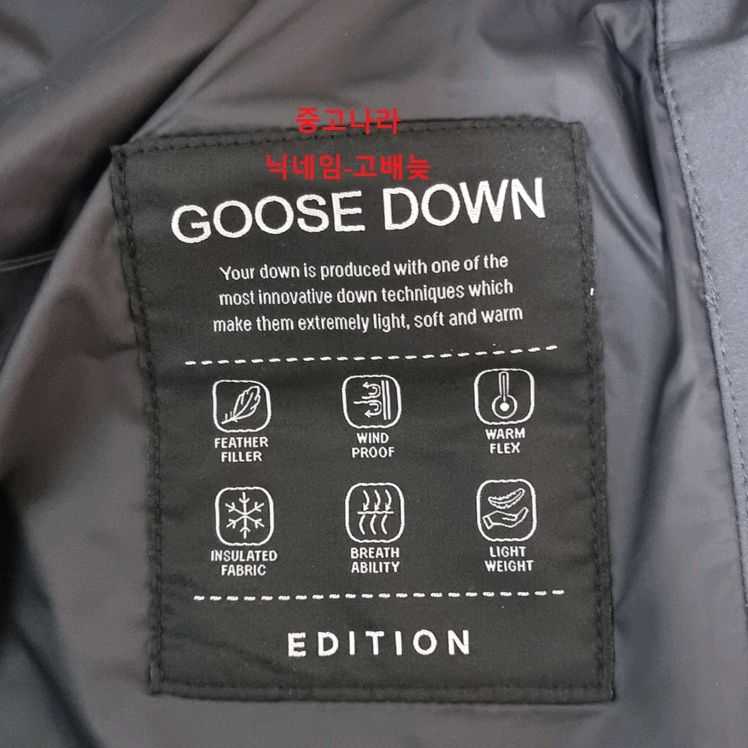 중고나라
닉네임-고배늦
GOOSE DOWN
Your down is produced with one of the
most innovative down techniques which
make them extremely light, soft and warm
FEATHER
FILLER
WIND
PROOF
WARM
FLEX
INSULATED
FABRIC
BREATH
ABILITY
LIGHT
WEIGHT
EDITION